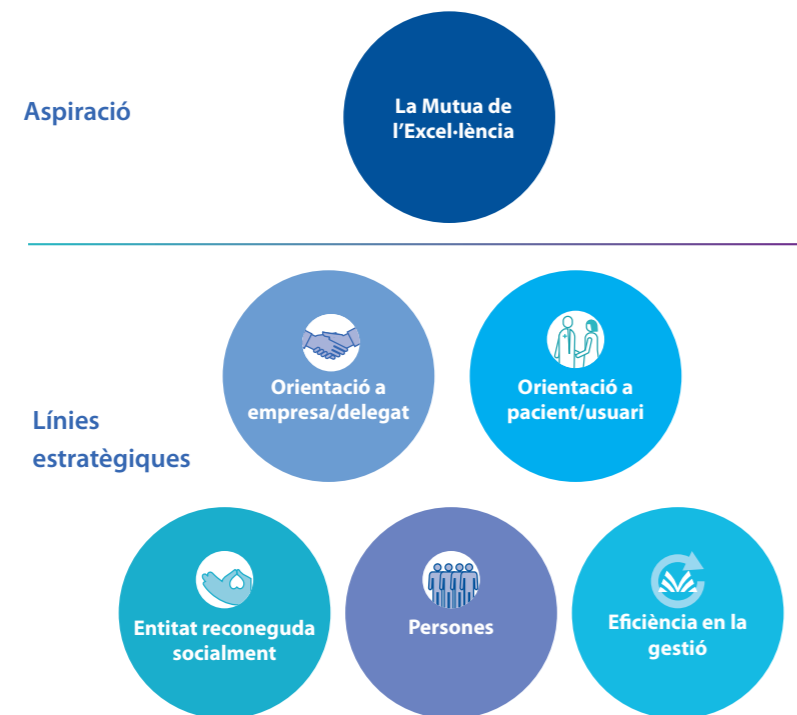 Aspiració
La Mutua de
l'Excel·lència
Línies
estratègiques
Orientació a
empresa/delegat
Orientació a
pacient/usuari
Entitat reconeguda
socialment
Persones
Eficiència en la
gestió